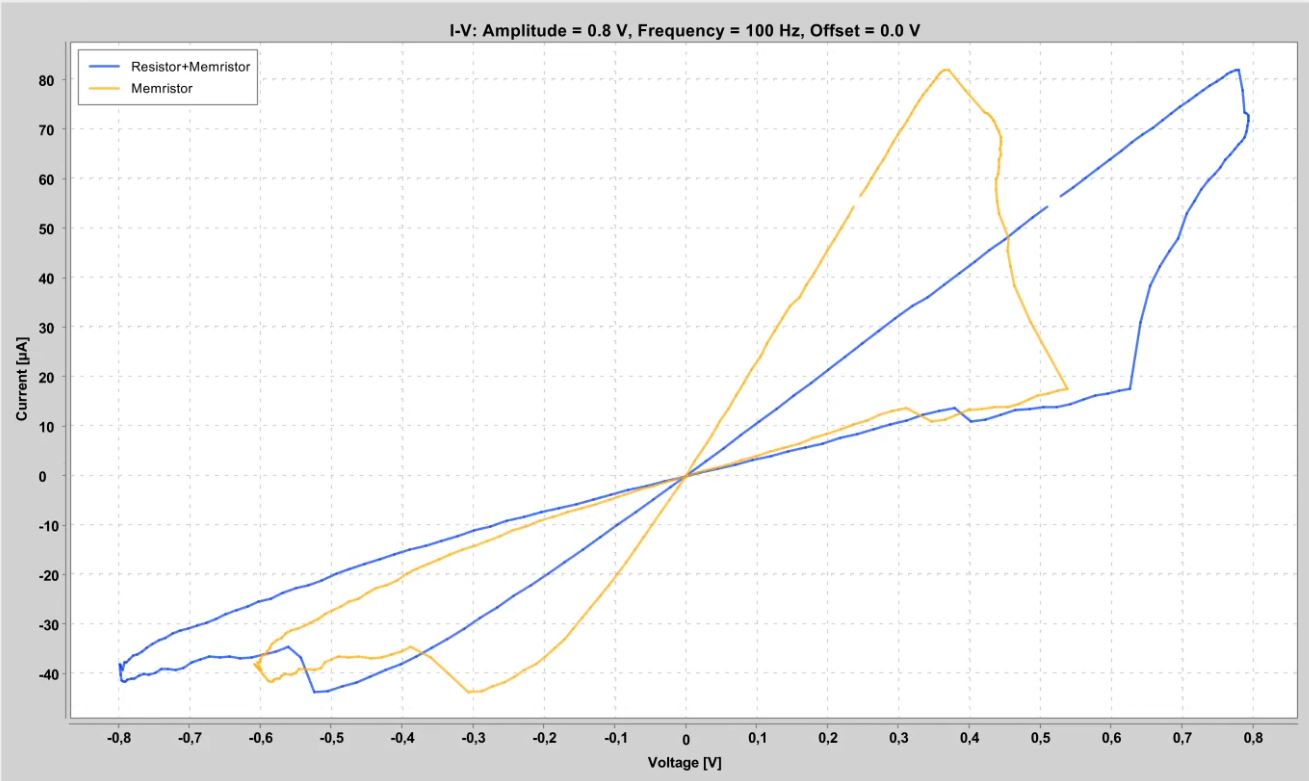 I-V: Amplitude = 0.8 V, Frequency = 100 Hz, Offset = 0.0 V
Resistor+Memristor
Memristor
80
70
60
50
40
30
20
10
0
-10
-20
-30
-40
Current [µA]
-0,8 -0,7 -0,6 -0,5 -0,4 -0,3 -0,2 -0,1 0 0,1 0,2 0,3 0,4 0,5 0,6 0,7 0,8
Voltage [V]